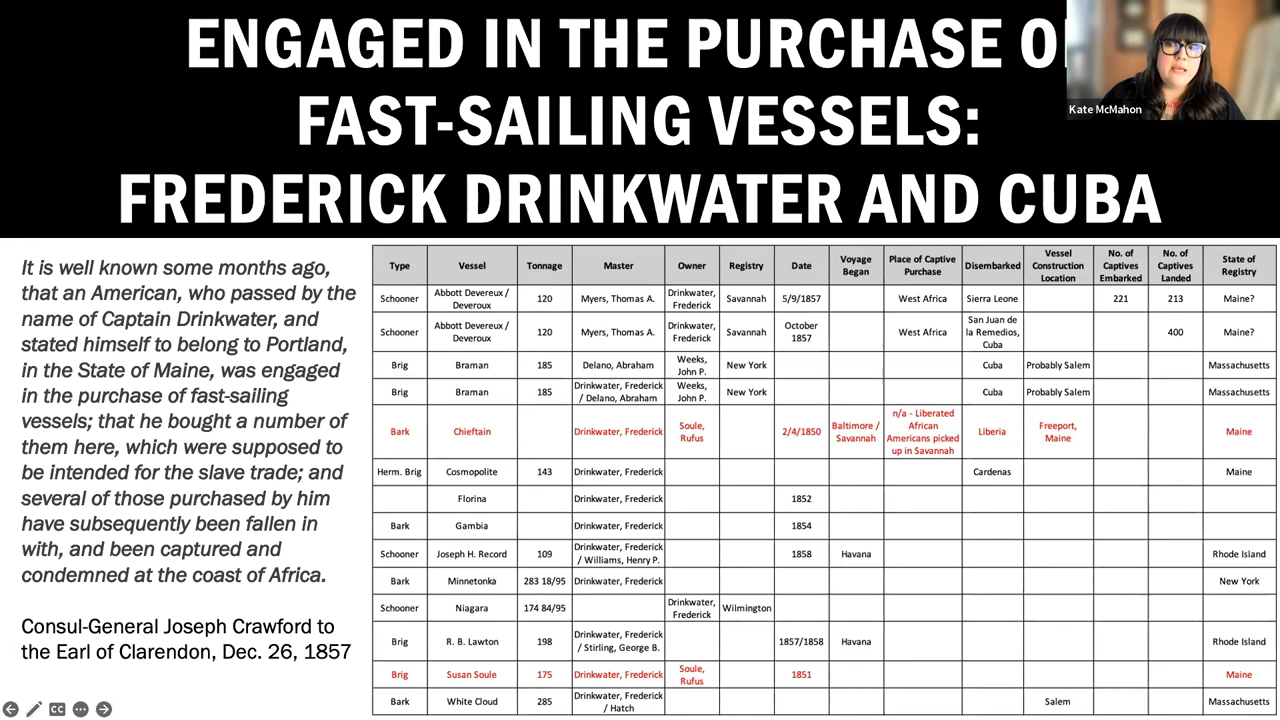 ENGAGED IN THE PURCHASE O
FAST-SAILING VESSELS:
FREDERICK DRINKWATER AND CUBA
Kate McMahon
It is well known some months ago,
that an American, who passed by the
name of Captain Drinkwater, and
stated himself to belong to Portland,
in the State of Maine, was engaged
in the purchase of fast-sailing
vessels; that he bought a number of
them here, which were supposed to
be intended for the slave trade; and
several of those purchased by him
have subsequently been fallen in
with, and been captured and
condemned at the coast of Africa.
Consul-General Joseph Crawford to
the Earl of Clarendon, Dec. 26, 1857
Type Vessel Tonnage Master Owner Registry Date Voyage Began Place of Captive Purchase Disembarked Vessel Construction Location No. of Captives Embarked No. of Captives Landed State of Registry
Schooner Abbott Devereux / Deveroux 120 Myers, Thomas A. Drinkwater, Frederick Savannah 5/9/1857 West Africa Sierra Leone 221 213 Maine?
Schooner Abbott Devereux / Deveroux 120 Myers, Thomas A. Drinkwater, Frederick Savannah October 1857 West Africa San Juan de la Remedios, Cuba 400 Maine?
Brig Braman 185 Delano, Abraham Weeks, John P. New York Cuba Probably Salem Massachusetts
Brig Braman 185 Drinkwater, Frederick / Delano, Abraham Weeks, John P. New York Cuba Probably Salem Massachusetts
Bark Chieftain Drinkwater, Frederick Soule, Rufus 2/4/1850 Baltimore / Savannah n/a - Liberated African Americans picked up in Savannah Liberia Freeport, Maine Maine
Herm. Brig Cosmopolite 143 Drinkwater, Frederick Cardenas Maine
Florina Drinkwater, Frederick 1852
Bark Gambia Drinkwater, Frederick 1854
Schooner Joseph H. Record 109 Drinkwater, Frederick / Williams, Henry P. 1858 Havana Rhode Island
Bark Minnetonka 283 18/95 Drinkwater, Frederick New York
Schooner Niagara 174 84/95 Drinkwater, Frederick Wilmington
Brig R. B. Lawton 198 Drinkwater, Frederick / Stirling, George B. 1857/1858 Havana Rhode Island
Brig Susan Soule 175 Drinkwater, Frederick Soule, Rufus 1851 Maine
Bark White Cloud 285 Drinkwater, Frederick / Hatch Salem Massachusetts
CC